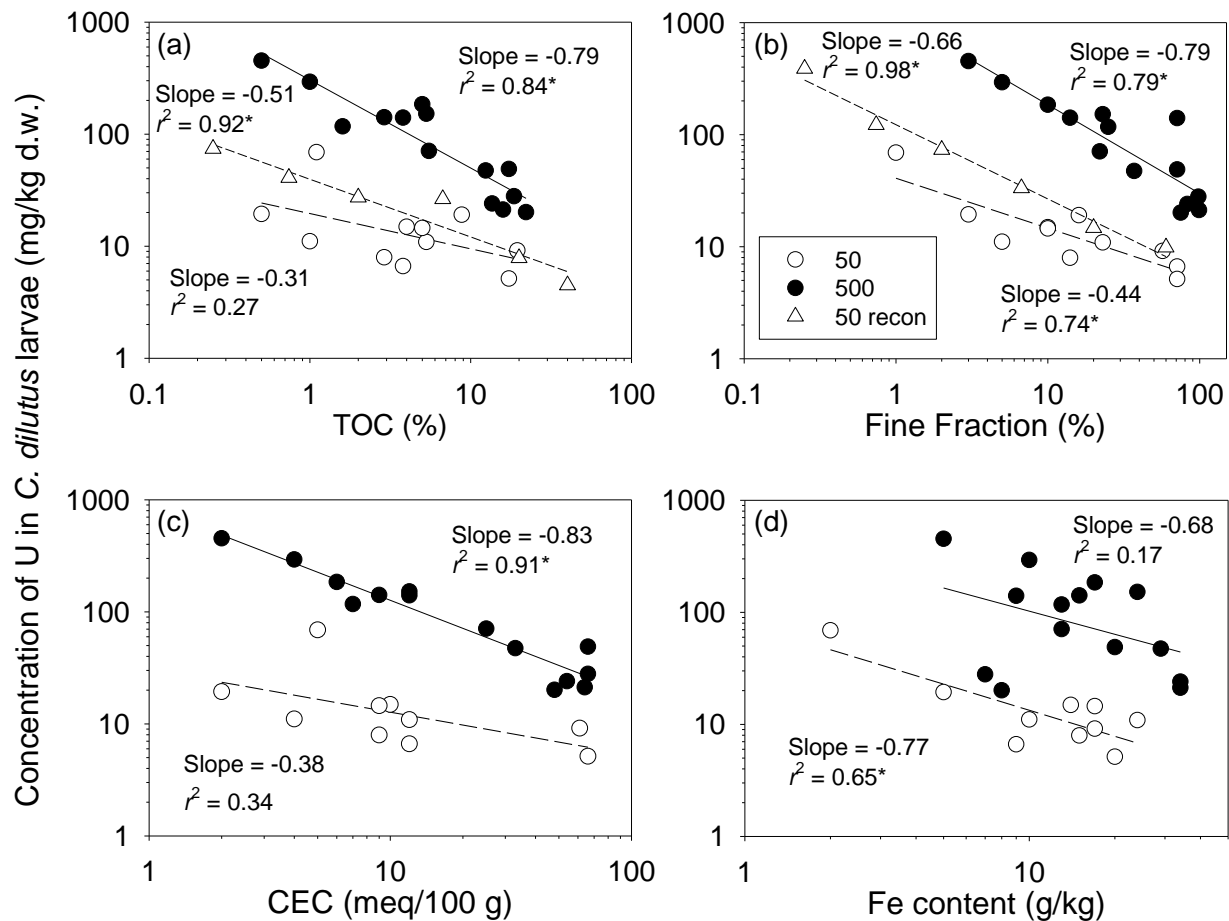 Concentration of U in C. dilutus larvae (mg/kg d.w.)
(a)
1000
100
10
1
Slope = -0.79
r² = 0.84*
Slope = -0.51
r² = 0.92*
Slope = -0.31
r² = 0.27
0.1 1 10 100
TOC (%)
(b)
1000
100
10
1
Slope = -0.66
r² = 0.98*
Slope = -0.79
r² = 0.79*
50
500
50 recon
Slope = -0.44
r² = 0.74*
0.1 1 10 100
Fine Fraction (%)
(c)
1000
100
10
1
Slope = -0.83
r² = 0.91*
Slope = -0.38
r² = 0.34
1 10 100
CEC (meq/100 g)
(d)
1000
100
10
1
Slope = -0.68
r² = 0.17
Slope = -0.77
r² = 0.65*
1 10
Fe content (g/kg)